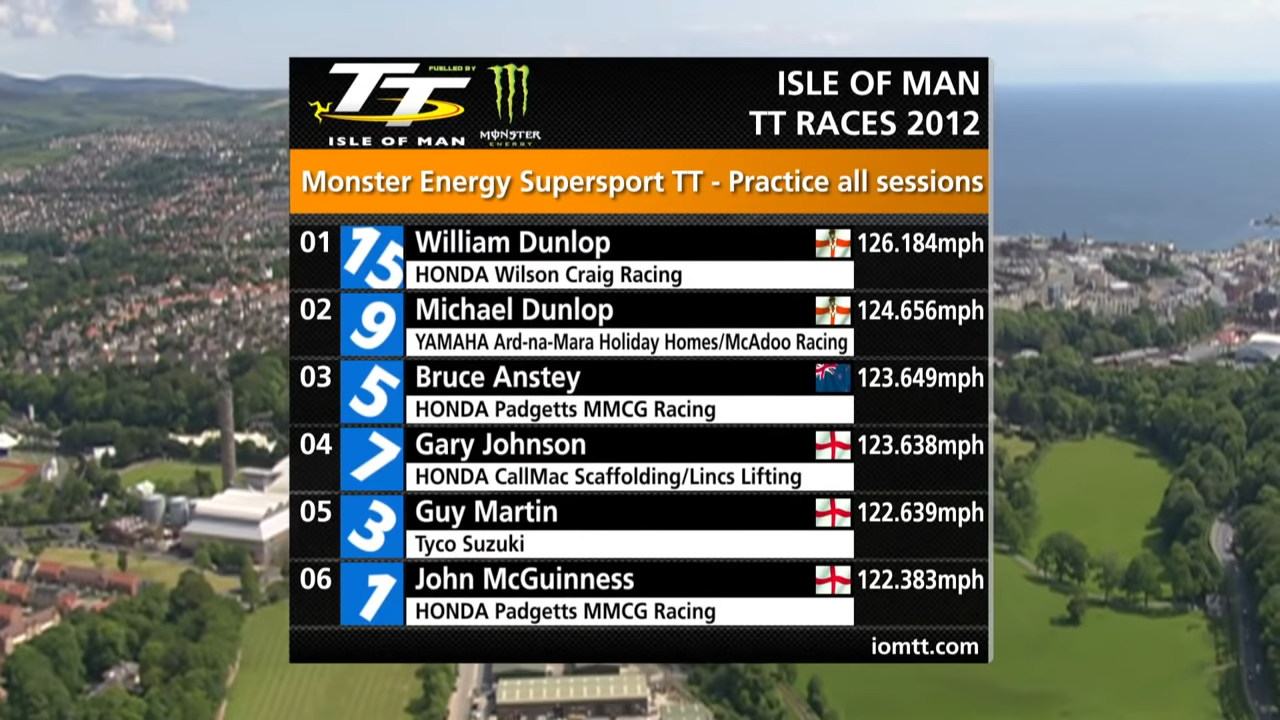 FUELLED BY
TT
ISLE OF MAN
MONSTER
ENERGY
ISLE OF MAN
TT RACES 2012
Monster Energy Supersport TT - Practice all sessions
01 15 William Dunlop 126.184mph
HONDA Wilson Craig Racing
02 9 Michael Dunlop 124.656mph
YAMAHA Ard-na-Mara Holiday Homes/McAdoo Racing
03 5 Bruce Anstey 123.649mph
HONDA Padgetts MMCG Racing
04 7 Gary Johnson 123.638mph
HONDA CallMac Scaffolding/Lincs Lifting
05 3 Guy Martin 122.639mph
Tyco Suzuki
06 1 John McGuinness 122.383mph
HONDA Padgetts MMCG Racing
iomtt.com